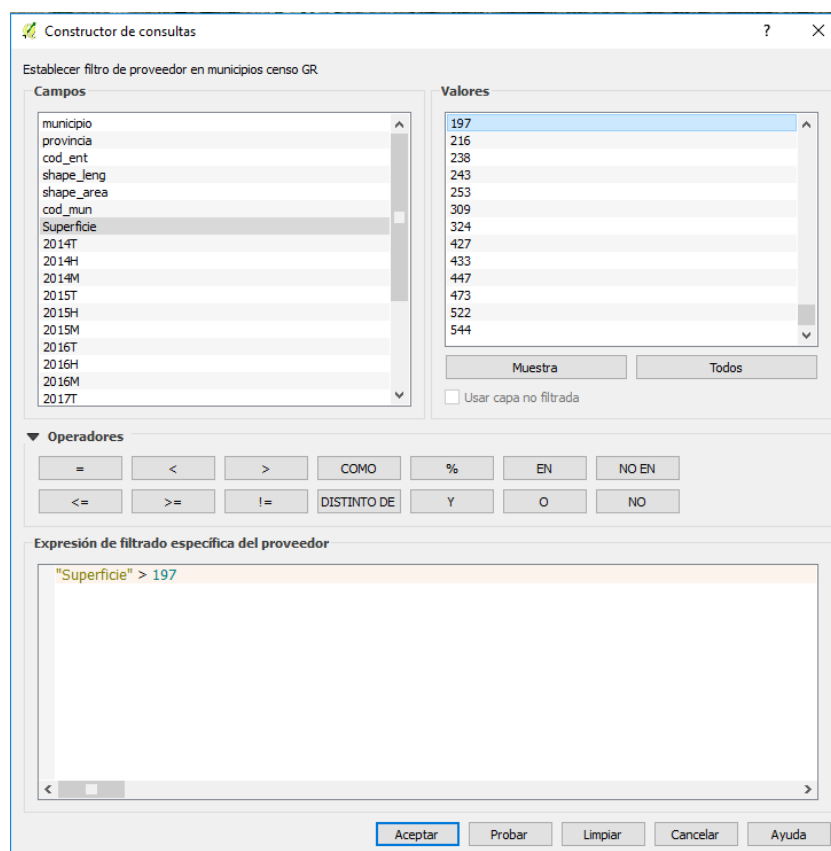 Constructor de consultas
?
Establecer filtro de proveedor en municipios censo GR
Campos
municipio
provincia
cod_ent
shape_leng
shape_area
cod_mun
Superficie
2014T
2014H
2014M
2015T
2015H
2015M
2016T
2016H
2016M
2017T
Valores
197
216
238
243
253
309
324
427
433
447
473
522
544
Muestra Todos
Usar capa no filtrada
Operadores
= < > COMO % EN NO EN
<= >= != DISTINTO DE Y O NO
Expresión de filtrado específica del proveedor
"Superficie" > 197
Aceptar Probar Limpiar Cancelar Ayuda